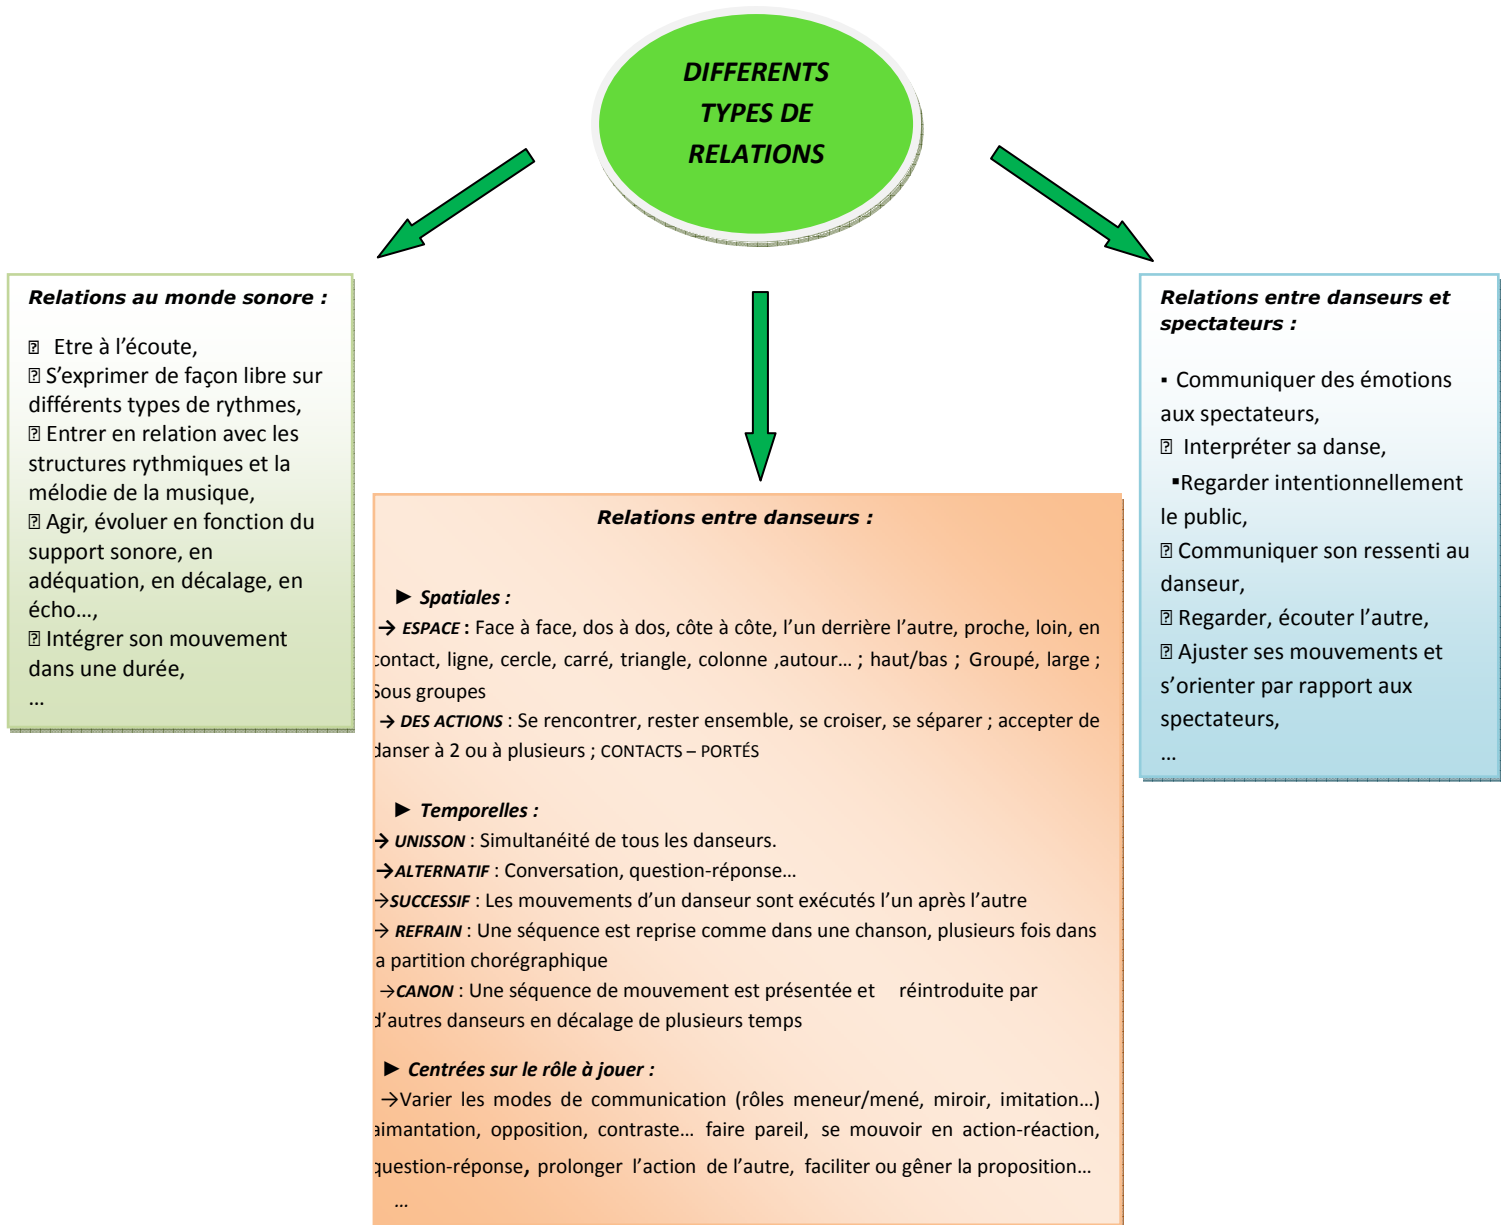 DIFFERENTS
TYPES DE
RELATIONS
Relations au monde sonore :
⍰ Etre à l’écoute,
⍰ S’exprimer de façon libre sur
différents types de rythmes,
⍰ Entrer en relation avec les
structures rythmiques et la
mélodie de la musique,
⍰ Agir, évoluer en fonction du
support sonore, en
adéquation, en décalage, en
écho…,
⍰ Intégrer son mouvement
dans une durée,
…
Relations entre danseurs :
► Spatiales :
→ ESPACE : Face à face, dos à dos, côte à côte, l’un derrière l’autre, proche, loin, en
contact, ligne, cercle, carré, triangle, colonne ,autour… ; haut/bas ; Groupé, large ;
Sous groupes
→ DES ACTIONS : Se rencontrer, rester ensemble, se croiser, se séparer ; accepter de
danser à 2 ou à plusieurs ; CONTACTS – PORTÉS
► Temporelles :
→ UNISSON : Simultanéité de tous les danseurs.
→ALTERNATIF : Conversation, question-réponse…
→SUCCESSIF : Les mouvements d’un danseur sont exécutés l’un après l’autre
→ REFRAIN : Une séquence est reprise comme dans une chanson, plusieurs fois dans
a partition chorégraphique
→CANON : Une séquence de mouvement est présentée et réintroduite par
d’autres danseurs en décalage de plusieurs temps
► Centrées sur le rôle à jouer :
→Varier les modes de communication (rôles meneur/mené, miroir, imitation…)
aimantation, opposition, contraste… faire pareil, se mouvoir en action-réaction,
question-réponse, prolonger l’action de l’autre, faciliter ou gêner la proposition…
…
Relations entre danseurs et
spectateurs :
▪ Communiquer des émotions
aux spectateurs,
⍰ Interpréter sa danse,
▪Regarder intentionnellement
le public,
⍰ Communiquer son ressenti au
danseur,
⍰ Regarder, écouter l’autre,
⍰ Ajuster ses mouvements et
s’orienter par rapport aux
spectateurs,
…